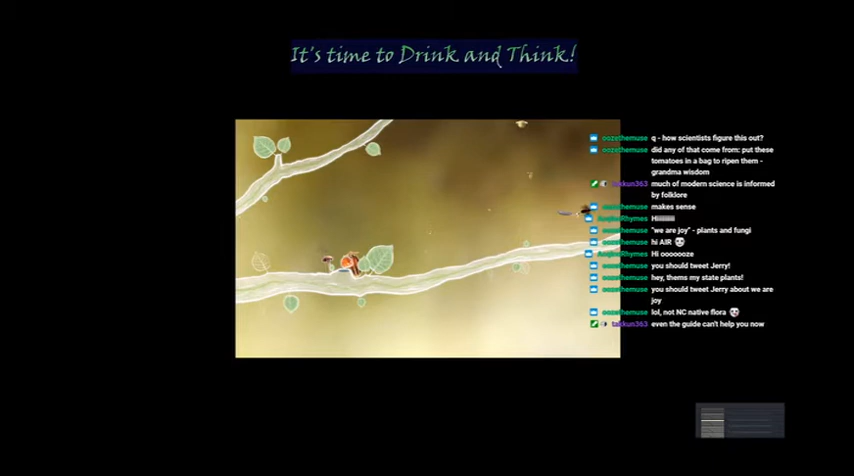 It's time to Drink and Think!
oozethemuse q - how scientists figure this out?
oozethemuse did any of that come from: put these
tomatoes in a bag to ripen them -
grandma wisdom
takkun363 much of modern science is informed
by folklore
oozethemuse makes sense
oozethemuse "we are joy" - plants and fungi
oozethemuse hi AIR
Hi ooooooze
oozethemuse you should tweet Jerry!
oozethemuse hey, thems my state plants!
oozethemuse you should tweet Jerry about we are
joy
oozethemuse lol, not NC native flora
takkun363 even the guide can't help you now